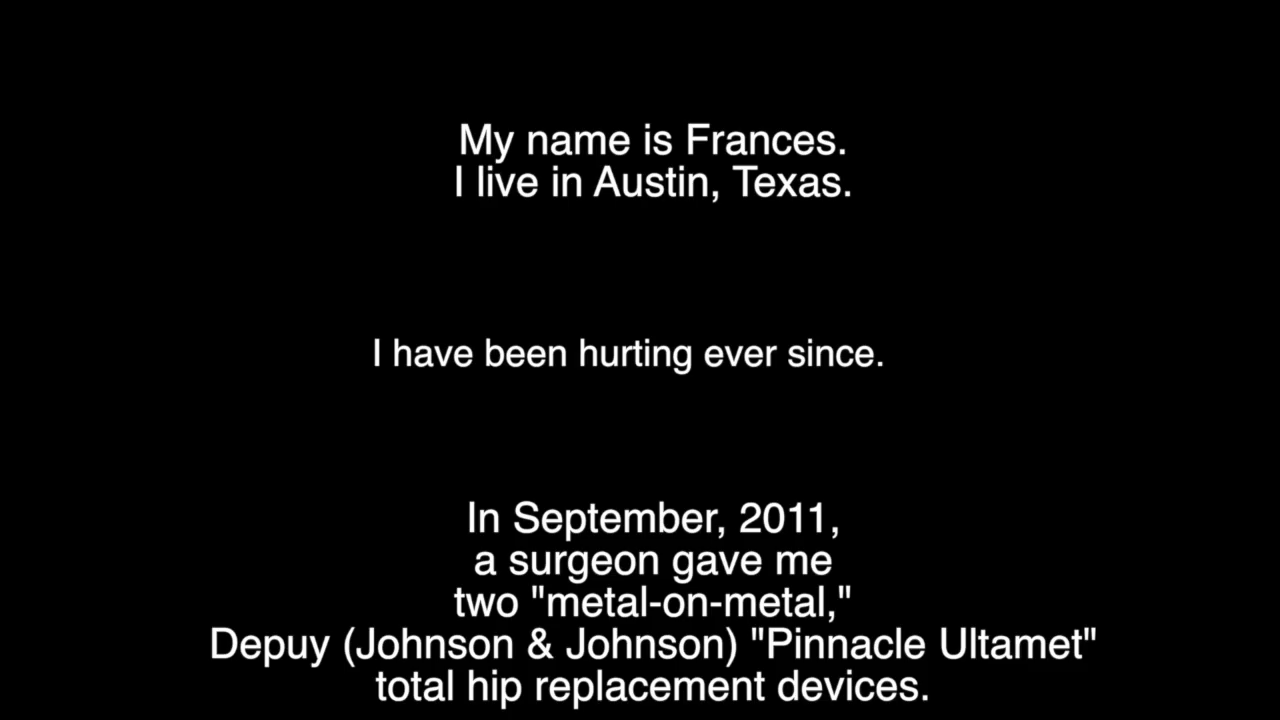 My name is Frances.
I live in Austin, Texas.
I have been hurting ever since.
In September, 2011,
a surgeon gave me
two "metal-on-metal,"
Depuy (Johnson & Johnson) "Pinnacle Ultamet"
total hip replacement devices.